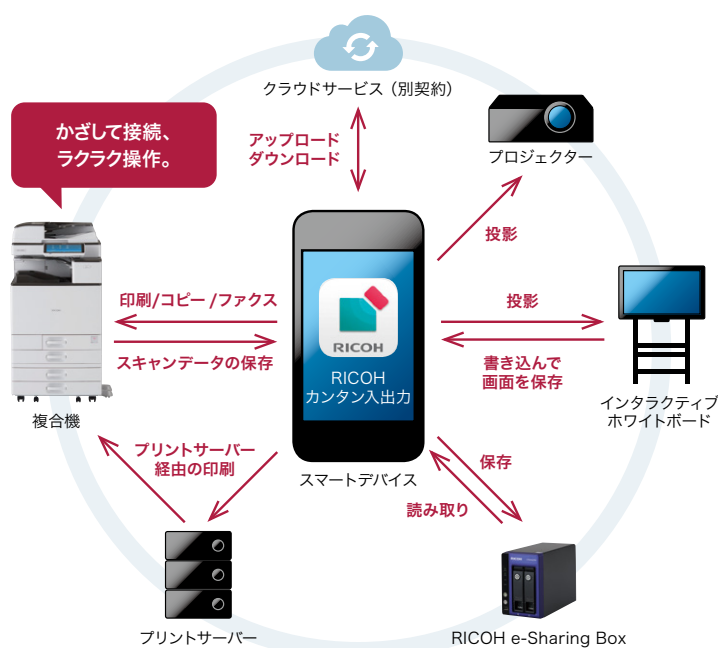 クラウドサービス（別契約）
かざして接続、
ラクラク操作。
アップロード
ダウンロード
プロジェクター
投影
印刷/コピー/ファクス
投影
RICOH
スキャンデータの保存
RICOH
カンタン入出力
書き込んで
画面を保存
複合機
インタラクティブ
ホワイトボード
プリントサーバー
経由の印刷
スマートデバイス
保存
読み取り
プリントサーバー
RICOH e-Sharing Box